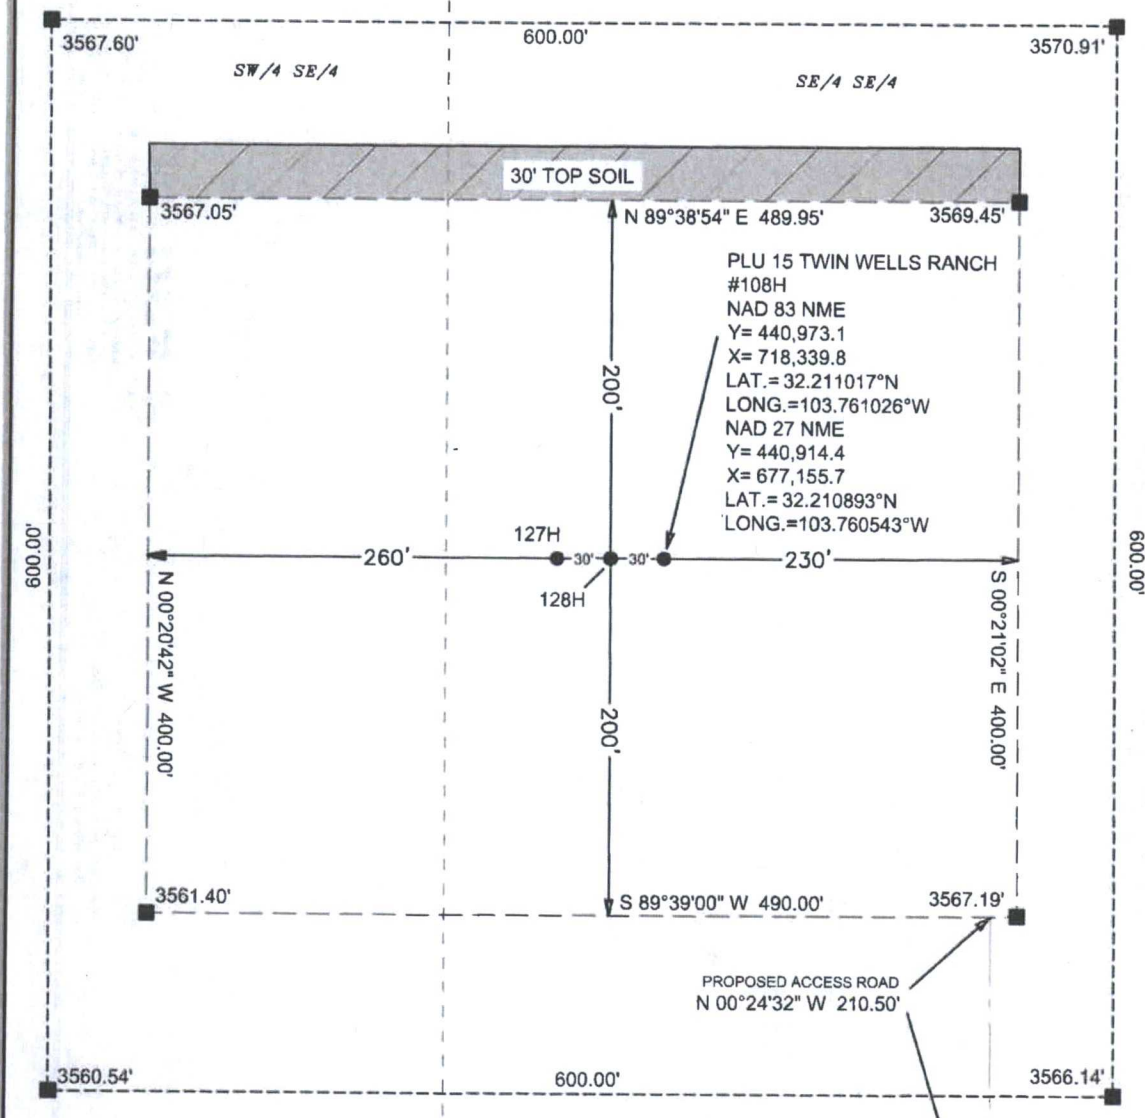 3567.60'
600.00'
3570.91'
SW/4 SE/4
SE/4 SE/4
30' TOP SOIL
3567.05'
N 89°38'54" E 489.95'
3569.45'
PLU 15 TWIN WELLS RANCH
#108H
NAD 83 NME
Y= 440,973.1
X= 718,339.8
LAT.= 32.211017°N
LONG.=103.761026°W
NAD 27 NME
Y= 440,914.4
X= 677,155.7
LAT.= 32.210893°N
LONG.=103.760543°W
200'
127H
260'
30'
30'
230'
128H
600.00'
600.00'
N 00°20'42" W 400.00'
S 00°21'02" E 400.00'
200'
3561.40'
S 89°39'00" W 490.00'
3567.19'
PROPOSED ACCESS ROAD
N 00°24'32" W 210.50'
3560.54'
600.00'
3566.14'